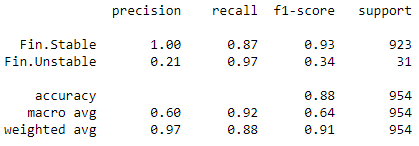 precision recall f1-score support
Fin.Stable 1.00 0.87 0.93 923
Fin.Unstable 0.21 0.97 0.34 31
accuracy 0.88 954
macro avg 0.60 0.92 0.64 954
weighted avg 0.97 0.88 0.91 954